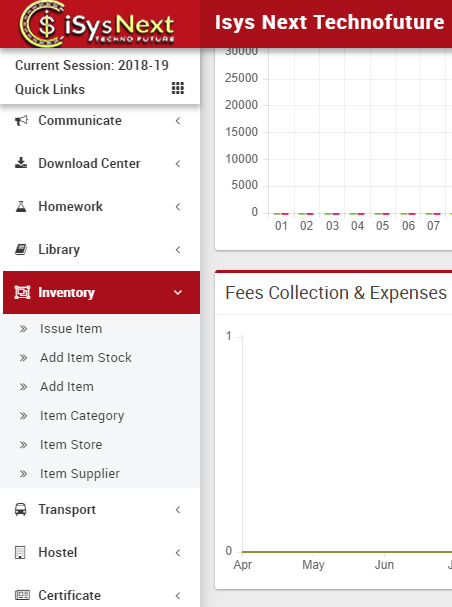 iSysNext
TECHNO FUTURE
Isys Next Technofuture
Current Session: 2018-19
Quick Links
Communicate
Download Center
Homework
Library
Inventory
Issue Item
Add Item Stock
Add Item
Item Category
Item Store
Item Supplier
Transport
Hostel
Certificate
30000
25000
20000
15000
10000
5000
0
01 02 03 04 05 06 07
Fees Collection & Expenses
1
0
Apr May Jun